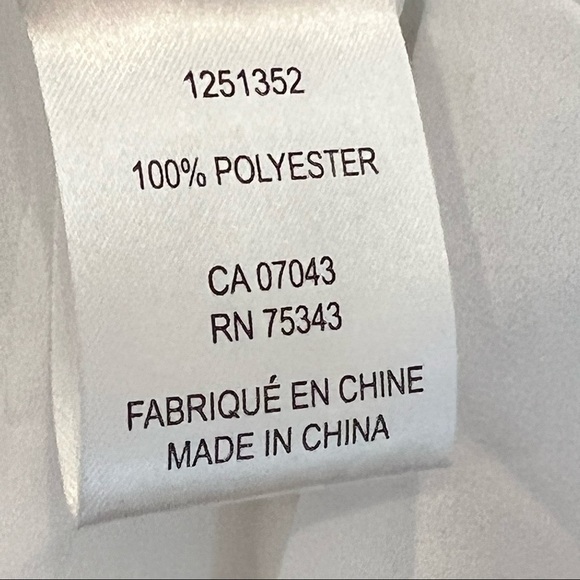 1251352
100% POLYESTER
CA 07043
RN 75343
FABRIQUÉ EN CHINE
MADE IN CHINA